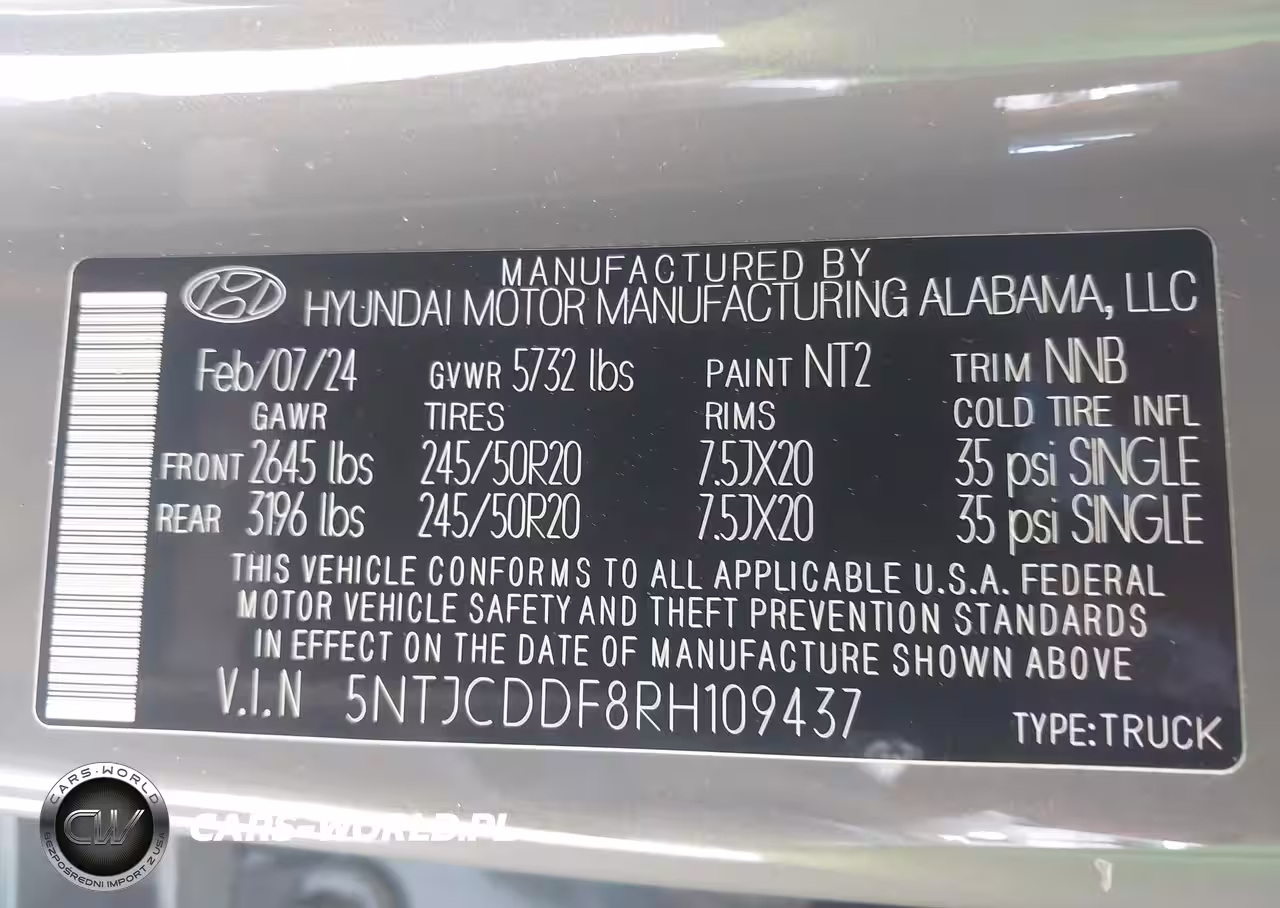 MANUFACTURED BY
HYUNDAI MOTOR MANUFACTURING ALABAMA, LLC
Feb/07/24 GVWR 5732 lbs PAINT NT2 TRIM NNB
GAWR TIRES RIMS COLD TIRE INFL
FRONT 2645 lbs 245/50R20 7.5JX20 35 psi SINGLE
REAR 3196 lbs 245/50R20 7.5JX20 35 psi SINGLE
THIS VEHICLE CONFORMS TO ALL APPLICABLE U.S.A. FEDERAL
MOTOR VEHICLE SAFETY AND THEFT PREVENTION STANDARDS
IN EFFECT ON THE DATE OF MANUFACTURE SHOWN ABOVE
V.I.N 5NTJCDDF8RH109437 TYPE:TRUCK
CARS-WORLD
CW
BEZPOŚREDNI IMPORT Z USA
CARS-WORLD.PL